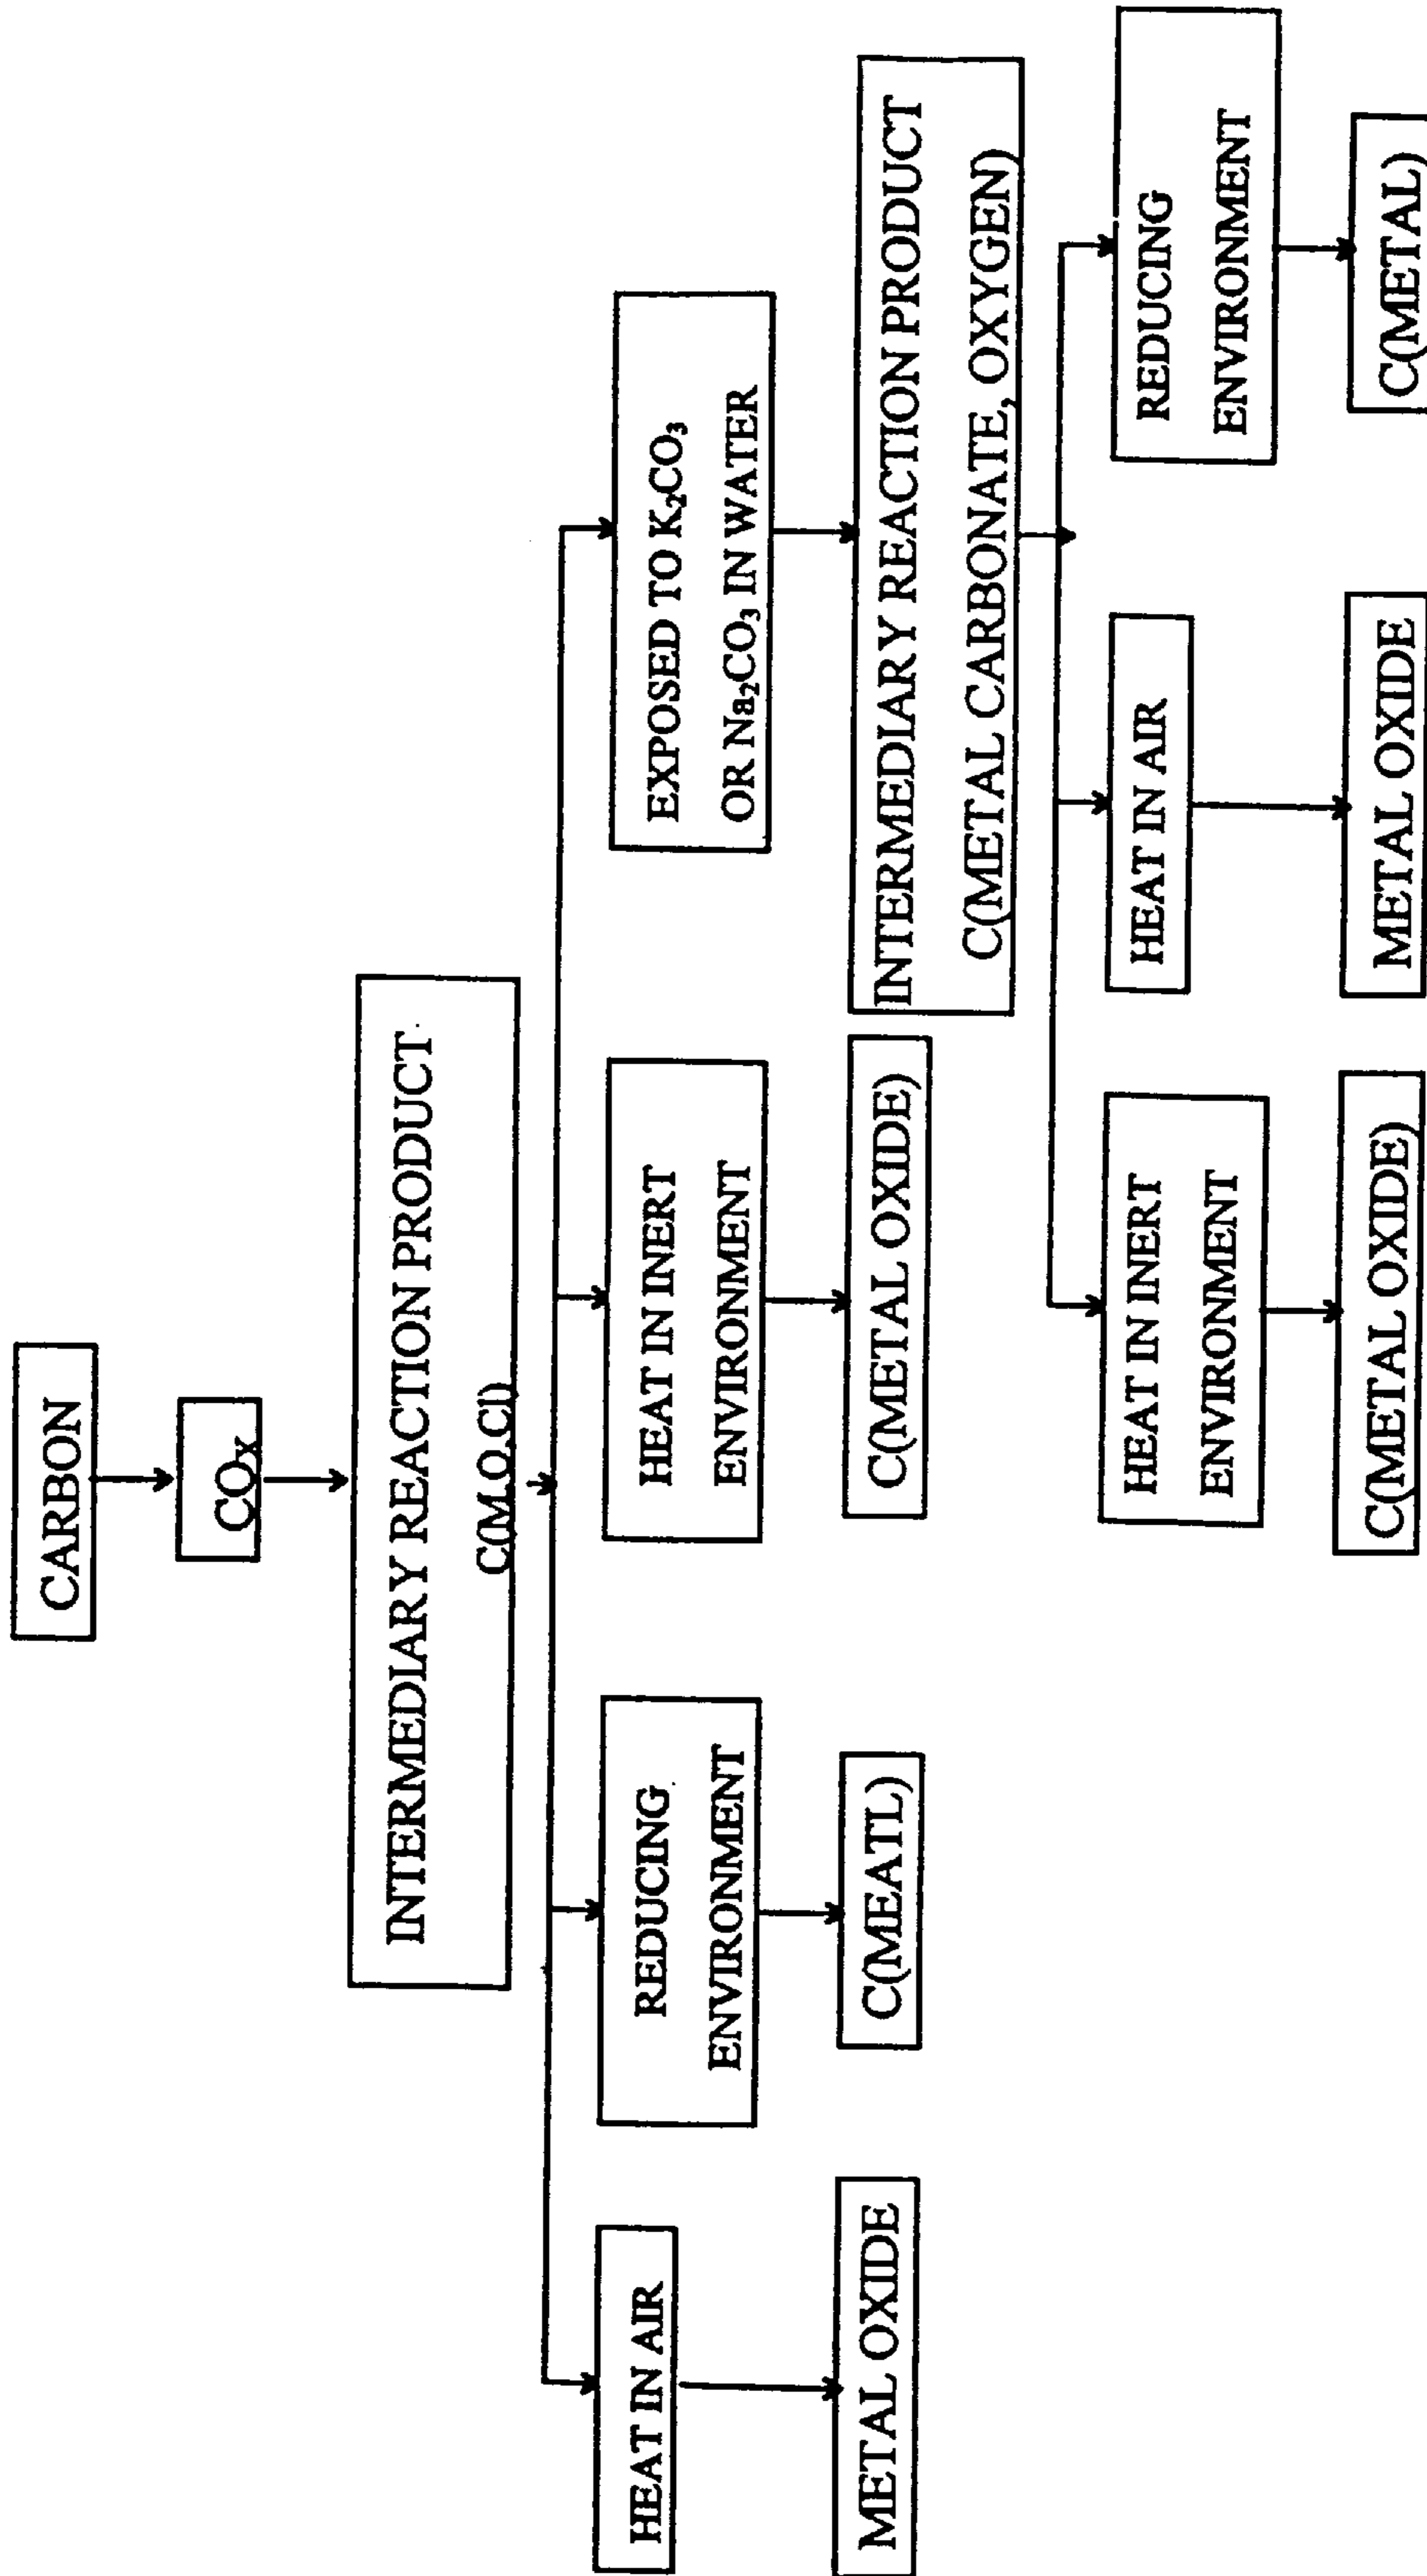 CARBON
COx
INTERMEDIARY REACTION PRODUCT
C(M,O,Cl)
HEAT IN AIR
METAL OXIDE
REDUCING
ENVIRONMENT
C(MEATL)
HEAT IN INERT
ENVIRONMENT
C(METAL OXIDE)
EXPOSED TO K₂CO₃
OR Na₂CO₃ IN WATER
INTERMEDIARY REACTION PRODUCT
C(METAL CARBONATE, OXYGEN)
HEAT IN INERT
ENVIRONMENT
C(METAL OXIDE)
HEAT IN AIR
METAL OXIDE
REDUCING
ENVIRONMENT
C(METAL)